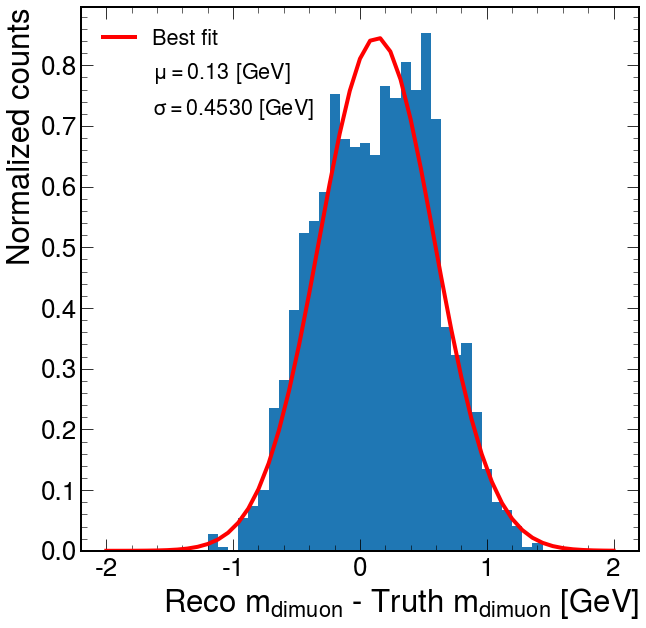 Best fit
μ = 0.13 [GeV]
σ = 0.4530 [GeV]
Normalized counts
0.8
0.7
0.6
0.5
0.4
0.3
0.2
0.1
0.0
-2 -1 0 1 2
Reco m_dimuon - Truth m_dimuon [GeV]